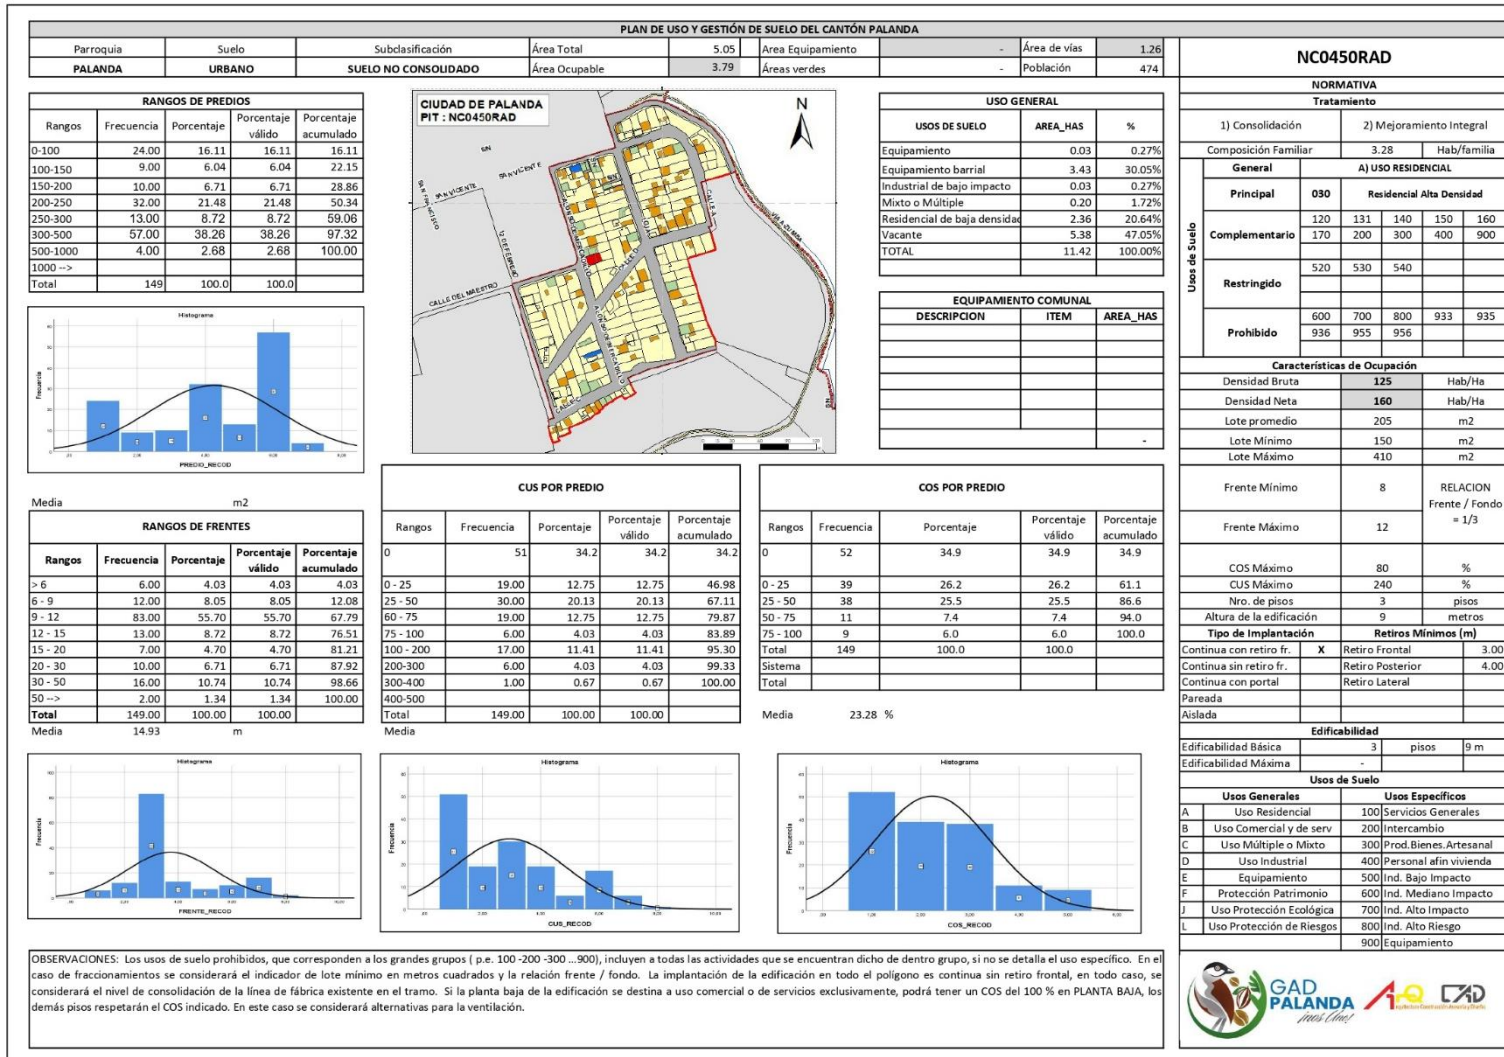 PLAN DE USO Y GESTIÓN DE SUELO DEL CANTÓN PALANDA
Parroquia Suelo Subclasificación Área Total 5.05 Area Equipamiento - Área de vías 1.26
PALANDA URBANO SUELO NO CONSOLIDADO Área Ocupable 3.79 Áreas verdes - Población 474
RANGOS DE PREDIOS
Rangos Frecuencia Porcentaje Porcentaje válido Porcentaje acumulado
0-100 24.00 16.11 16.11 16.11
100-150 9.00 6.04 6.04 22.15
150-200 10.00 6.71 6.71 28.86
200-250 32.00 21.48 21.48 50.34
250-300 13.00 8.72 8.72 59.06
300-500 57.00 38.26 38.26 97.32
500-1000 4.00 2.68 2.68 100.00
1000 -->
Total 149 100.0 100.0
Histograma
Frecuencia
PREDIO_RECOD
Media m2
CIUDAD DE PALANDA
PIT : NC0450RAD
N
S/N
SAN VICENTE
SAN VICENTE
SAN FRANCISCO
12 DE FEBRERO
CALLE DEL MAESTRO
ALONSO DE MERCADILLO
ALONSO DE MERCADILLO
CALLE A
CALLE C
VIA A ZUMBA
USO GENERAL
USOS DE SUELO AREA_HAS %
Equipamiento 0.03 0.27%
Equipamiento barrial 3.43 30.05%
Industrial de bajo impacto 0.03 0.27%
Mixto o Múltiple 0.20 1.72%
Residencial de baja densidad 2.36 20.64%
Vacante 5.38 47.05%
TOTAL 11.42 100.00%
EQUIPAMIENTO COMUNAL
DESCRIPCION ITEM AREA_HAS
-
RANGOS DE FRENTES
Rangos Frecuencia Porcentaje Porcentaje válido Porcentaje acumulado
> 6 6.00 4.03 4.03 4.03
6 - 9 12.00 8.05 8.05 12.08
9 - 12 83.00 55.70 55.70 67.79
12 - 15 13.00 8.72 8.72 76.51
15 - 20 7.00 4.70 4.70 81.21
20 - 30 10.00 6.71 6.71 87.92
30 - 50 16.00 10.74 10.74 98.66
50 --> 2.00 1.34 1.34 100.00
Total 149.00 100.00 100.00
Media 14.93 m
Histograma
Frecuencia
FRENTE_RECOD
CUS POR PREDIO
Rangos Frecuencia Porcentaje Porcentaje válido Porcentaje acumulado
0 51 34.2 34.2 34.2
0 - 25 19.00 12.75 12.75 46.98
25 - 50 30.00 20.13 20.13 67.11
60 - 75 19.00 12.75 12.75 79.87
75 - 100 6.00 4.03 4.03 83.89
100 - 200 17.00 11.41 11.41 95.30
200-300 6.00 4.03 4.03 99.33
300-400 1.00 0.67 0.67 100.00
400-500
Total 149.00 100.00 100.00
Media
Histograma
Frecuencia
CUS_RECOD
COS POR PREDIO
Rangos Frecuencia Porcentaje Porcentaje válido Porcentaje acumulado
0 52 34.9 34.9 34.9
0 - 25 39 26.2 26.2 61.1
25 - 50 38 25.5 25.5 86.6
50 - 75 11 7.4 7.4 94.0
75 - 100 9 6.0 6.0 100.0
Total 149 100.0 100.0
Sistema
Total
Media 23.28 %
Histograma
Frecuencia
COS_RECOD
NC0450RAD
NORMATIVA
Tratamiento
1) Consolidación 2) Mejoramiento Integral
Composición Familiar 3.28 Hab/familia
Usos de Suelo
General A) USO RESIDENCIAL
Principal 030 Residencial Alta Densidad
Complementario 120 131 140 150 160
170 200 300 400 900
Restringido 520 530 540
Prohibido 600 700 800 933 935
936 955 956
Características de Ocupación
Densidad Bruta 125 Hab/Ha
Densidad Neta 160 Hab/Ha
Lote promedio 205 m2
Lote Mínimo 150 m2
Lote Máximo 410 m2
Frente Mínimo 8 RELACION Frente / Fondo = 1/3
Frente Máximo 12
COS Máximo 80 %
CUS Máximo 240 %
Nro. de pisos 3 pisos
Altura de la edificación 9 metros
Tipo de Implantación Retiros Mínimos (m)
Continua con retiro fr. X Retiro Frontal 3.00
Continua sin retiro fr. Retiro Posterior 4.00
Continua con portal Retiro Lateral
Pareada
Aislada
Edificabilidad
Edificabilidad Básica 3 pisos 9 m
Edificabilidad Máxima -
Usos de Suelo
Usos Generales Usos Específicos
A Uso Residencial 100 Servicios Generales
B Uso Comercial y de serv 200 Intercambio
C Uso Múltiple o Mixto 300 Prod.Bienes.Artesanal
D Uso Industrial 400 Personal afin vivienda
E Equipamiento 500 Ind. Bajo Impacto
F Protección Patrimonio 600 Ind. Mediano Impacto
J Uso Protección Ecológica 700 Ind. Alto Impacto
L Uso Protección de Riesgos 800 Ind. Alto Riesgo
900 Equipamiento
OBSERVACIONES: Los usos de suelo prohibidos, que corresponden a los grandes grupos ( p.e. 100 -200 -300 ...900), incluyen a todas las actividades que se encuentran dicho de dentro grupo, si no se detalla el uso específico. En el
caso de fraccionamientos se considerará el indicador de lote mínimo en metros cuadrados y la relación frente / fondo. La implantación de la edificación en todo el polígono es continua sin retiro frontal, en todo caso, se
considerará el nivel de consolidación de la línea de fábrica existente en el tramo. Si la planta baja de la edificación se destina a uso comercial o de servicios exclusivamente, podrá tener un COS del 100 % en PLANTA BAJA, los
demás pisos respetarán el COS indicado. En este caso se considerará alternativas para la ventilación.
GAD
PALANDA
¡nos Une!